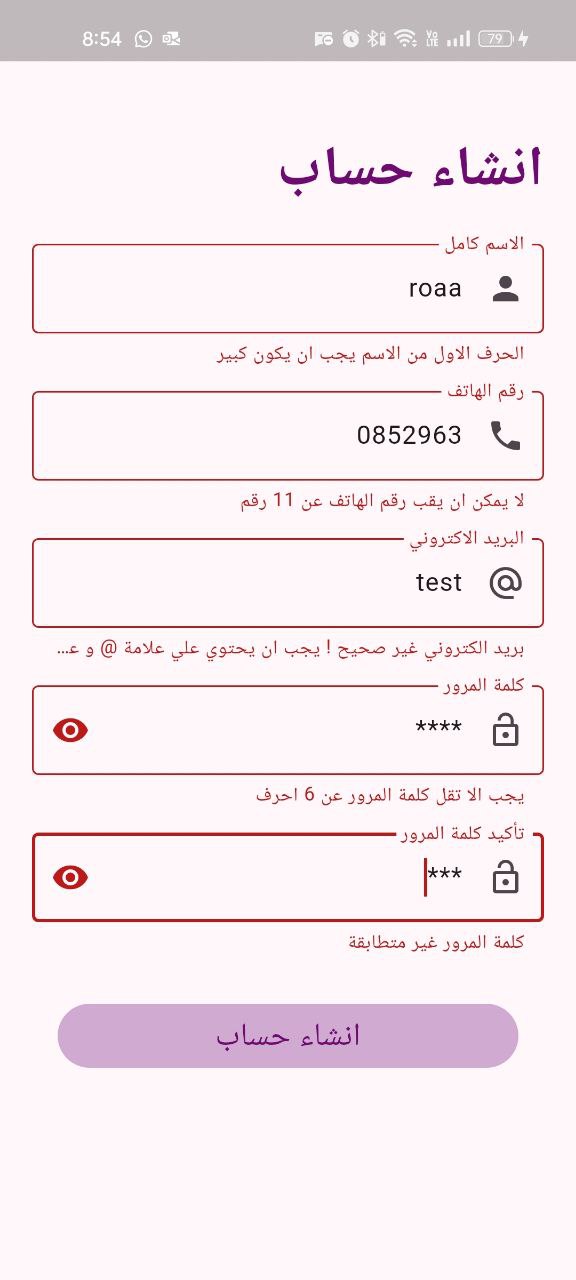 8:54
Vo LTE
79
انشاء حساب
الاسم كامل
roaa
الحرف الاول من الاسم يجب ان يكون كبير
رقم الهاتف
0852963
لا يمكن ان يقب رقم الهاتف عن 11 رقم
البريد الاكتروني
test
بريد الكتروني غير صحيح ! يجب ان يحتوي علي علامة @ و ع...
كلمة المرور
****
يجب الا تقل كلمة المرور عن 6 احرف
تأكيد كلمة المرور
***
كلمة المرور غير متطابقة
انشاء حساب